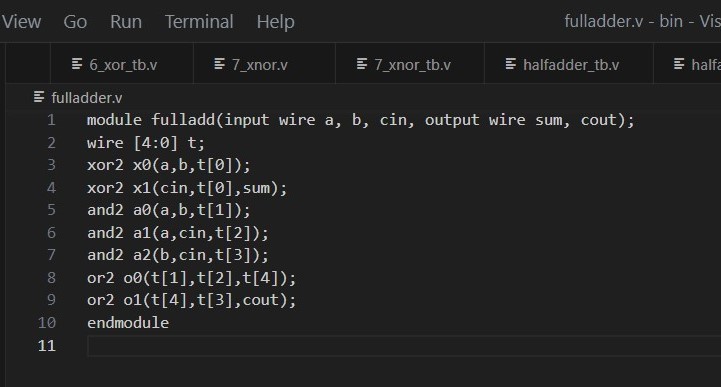 View Go Run Terminal Help fulladder.v - bin - Vis
6_xor_tb.v 7_xnor.v 7_xnor_tb.v halfadder_tb.v halfa
fulladder.v
1 module fulladd(input wire a, b, cin, output wire sum, cout);
2 wire [4:0] t;
3 xor2 x0(a,b,t[0]);
4 xor2 x1(cin,t[0],sum);
5 and2 a0(a,b,t[1]);
6 and2 a1(a,cin,t[2]);
7 and2 a2(b,cin,t[3]);
8 or2 o0(t[1],t[2],t[4]);
9 or2 o1(t[4],t[3],cout);
10 endmodule
11